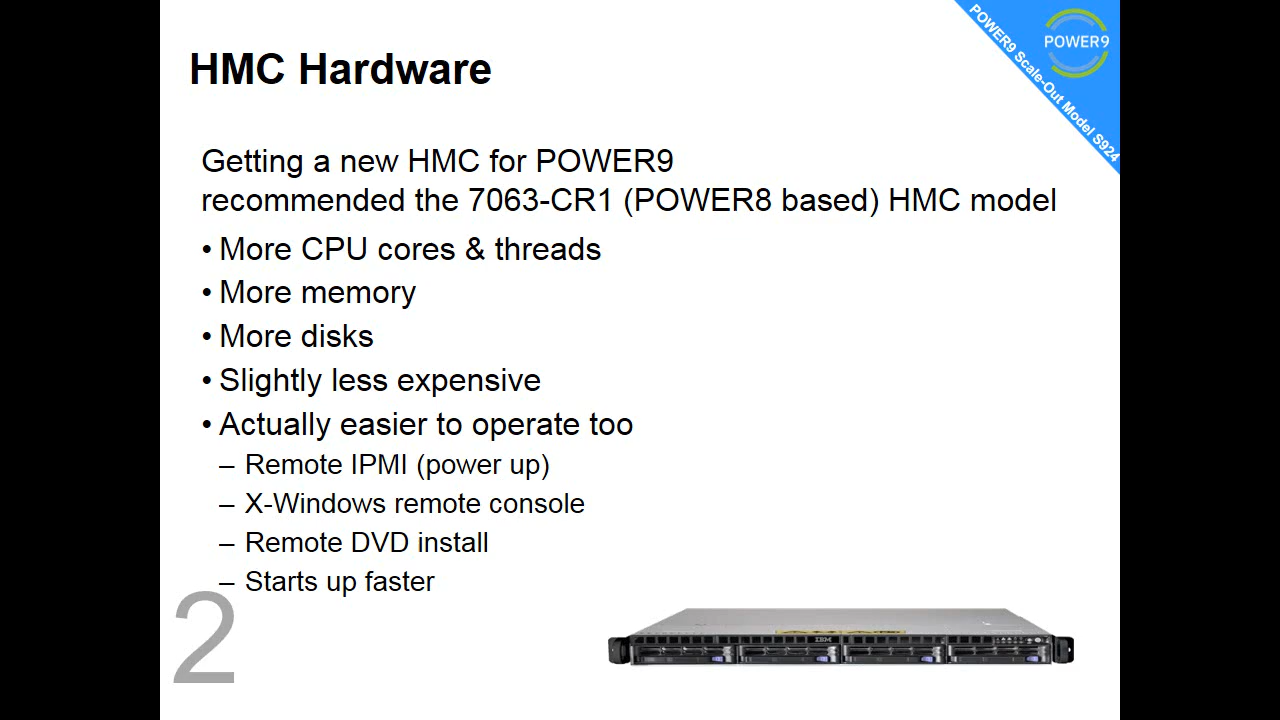 HMC Hardware
POWER9
POWER9 Scale-Out Model S924
Getting a new HMC for POWER9
recommended the 7063-CR1 (POWER8 based) HMC model
• More CPU cores & threads
• More memory
• More disks
• Slightly less expensive
• Actually easier to operate too
– Remote IPMI (power up)
– X-Windows remote console
– Remote DVD install
– Starts up faster
2
IBM